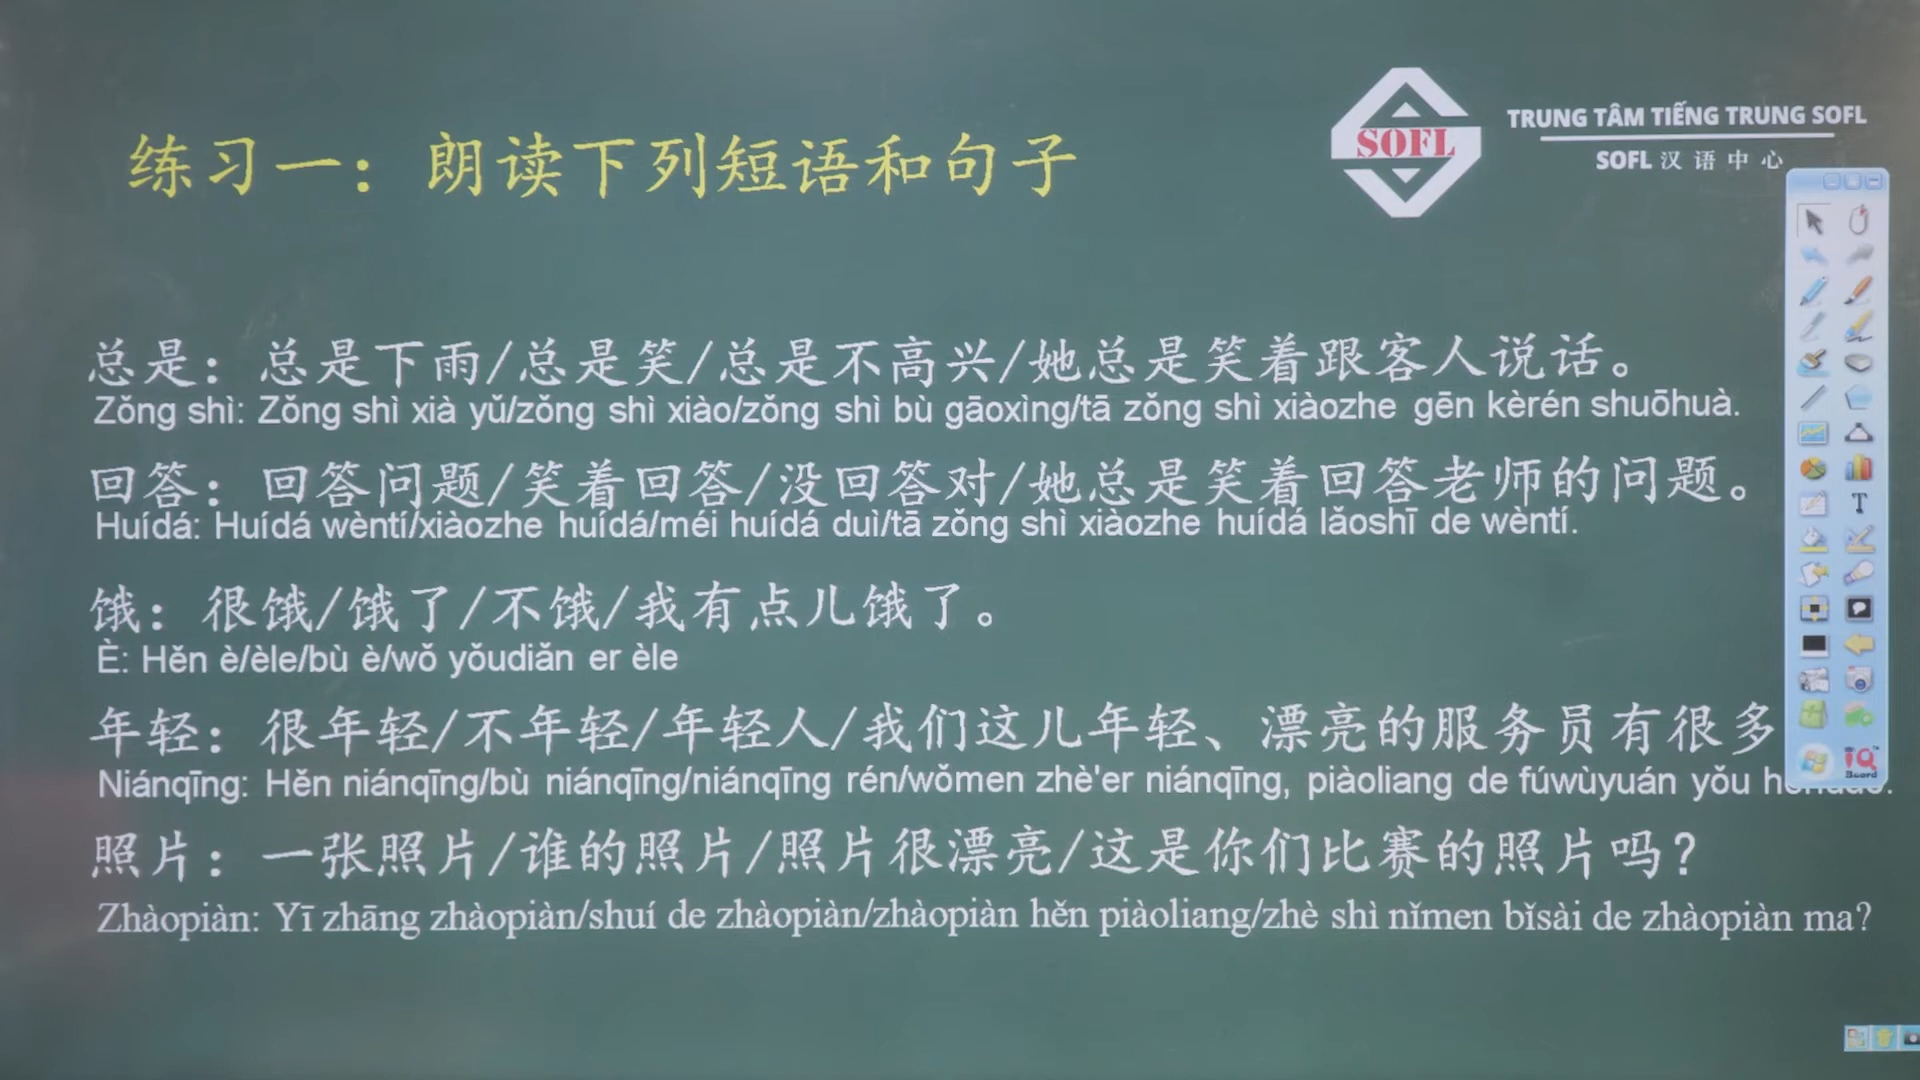 练习一：朗读下列短语和句子
SOFL
TRUNG TÂM TIẾNG TRUNG SOFL
SOFL 汉语中心
总是：总是下雨/总是笑/总是不高兴/她总是笑着跟客人说话。
Zǒng shì: Zǒng shì xià yǔ/zǒng shì xiào/zǒng shì bù gāoxìng/tā zǒng shì xiàozhe gēn kèrén shuōhuà.
回答：回答问题/笑着回答/没回答对/她总是笑着回答老师的问题。
Huídá: Huídá wèntí/xiàozhe huídá/méi huídá duì/tā zǒng shì xiàozhe huídá lǎoshī de wèntí.
饿：很饿/饿了/不饿/我有点儿饿了。
È: Hěn è/èle/bù è/wǒ yǒudiǎn er èle
年轻：很年轻/不年轻/年轻人/我们这儿年轻、漂亮的服务员有很多
Niánqīng: Hěn niánqīng/bù niánqīng/niánqīng rén/wǒmen zhè'er niánqīng, piàoliang de fúwùyuán yǒu
照片：一张照片/谁的照片/照片很漂亮/这是你们比赛的照片吗？
Zhàopiàn: Yī zhāng zhàopiàn/shuí de zhàopiàn/zhàopiàn hěn piàoliang/zhè shì nǐmen bǐsài de zhàopiàn ma?
T
IQ
Board